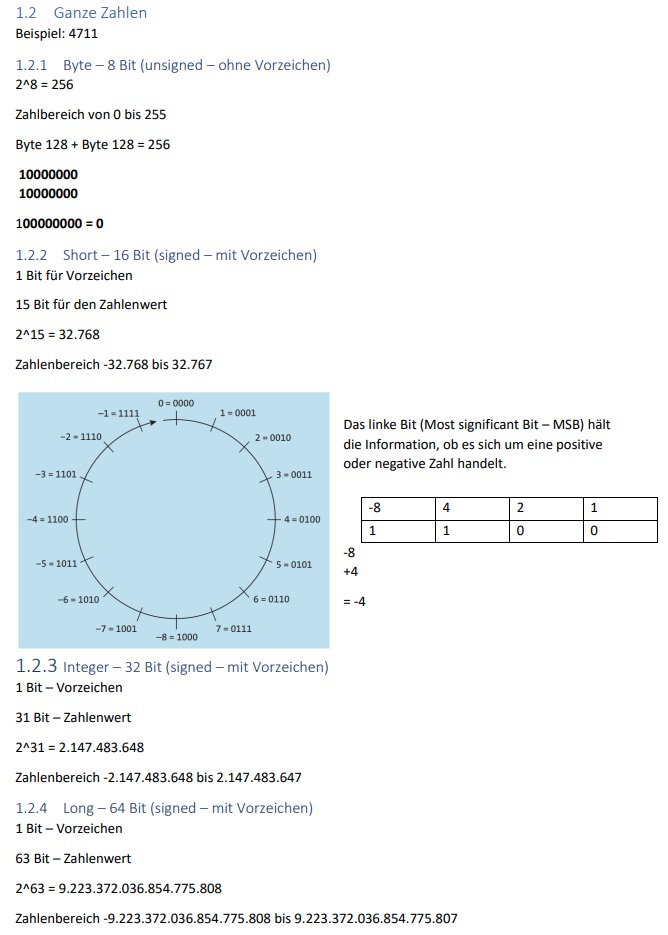 1.2 Ganze Zahlen
Beispiel: 4711
1.2.1 Byte – 8 Bit (unsigned – ohne Vorzeichen)
2^8 = 256
Zahlbereich von 0 bis 255
Byte 128 + Byte 128 = 256
10000000
10000000
100000000 = 0
1.2.2 Short – 16 Bit (signed – mit Vorzeichen)
1 Bit für Vorzeichen
15 Bit für den Zahlenwert
2^15 = 32.768
Zahlenbereich -32.768 bis 32.767
0 = 0000
1 = 0001
2 = 0010
3 = 0011
4 = 0100
5 = 0101
6 = 0110
7 = 0111
−8 = 1000
−7 = 1001
−6 = 1010
−5 = 1011
−4 = 1100
−3 = 1101
−2 = 1110
−1 = 1111
Das linke Bit (Most significant Bit – MSB) hält
die Information, ob es sich um eine positive
oder negative Zahl handelt.
-8 4 2 1
1 1 0 0
-8
+4
= -4
1.2.3 Integer – 32 Bit (signed – mit Vorzeichen)
1 Bit – Vorzeichen
31 Bit – Zahlenwert
2^31 = 2.147.483.648
Zahlenbereich -2.147.483.648 bis 2.147.483.647
1.2.4 Long – 64 Bit (signed – mit Vorzeichen)
1 Bit – Vorzeichen
63 Bit – Zahlenwert
2^63 = 9.223.372.036.854.775.808
Zahlenbereich -9.223.372.036.854.775.808 bis 9.223.372.036.854.775.807